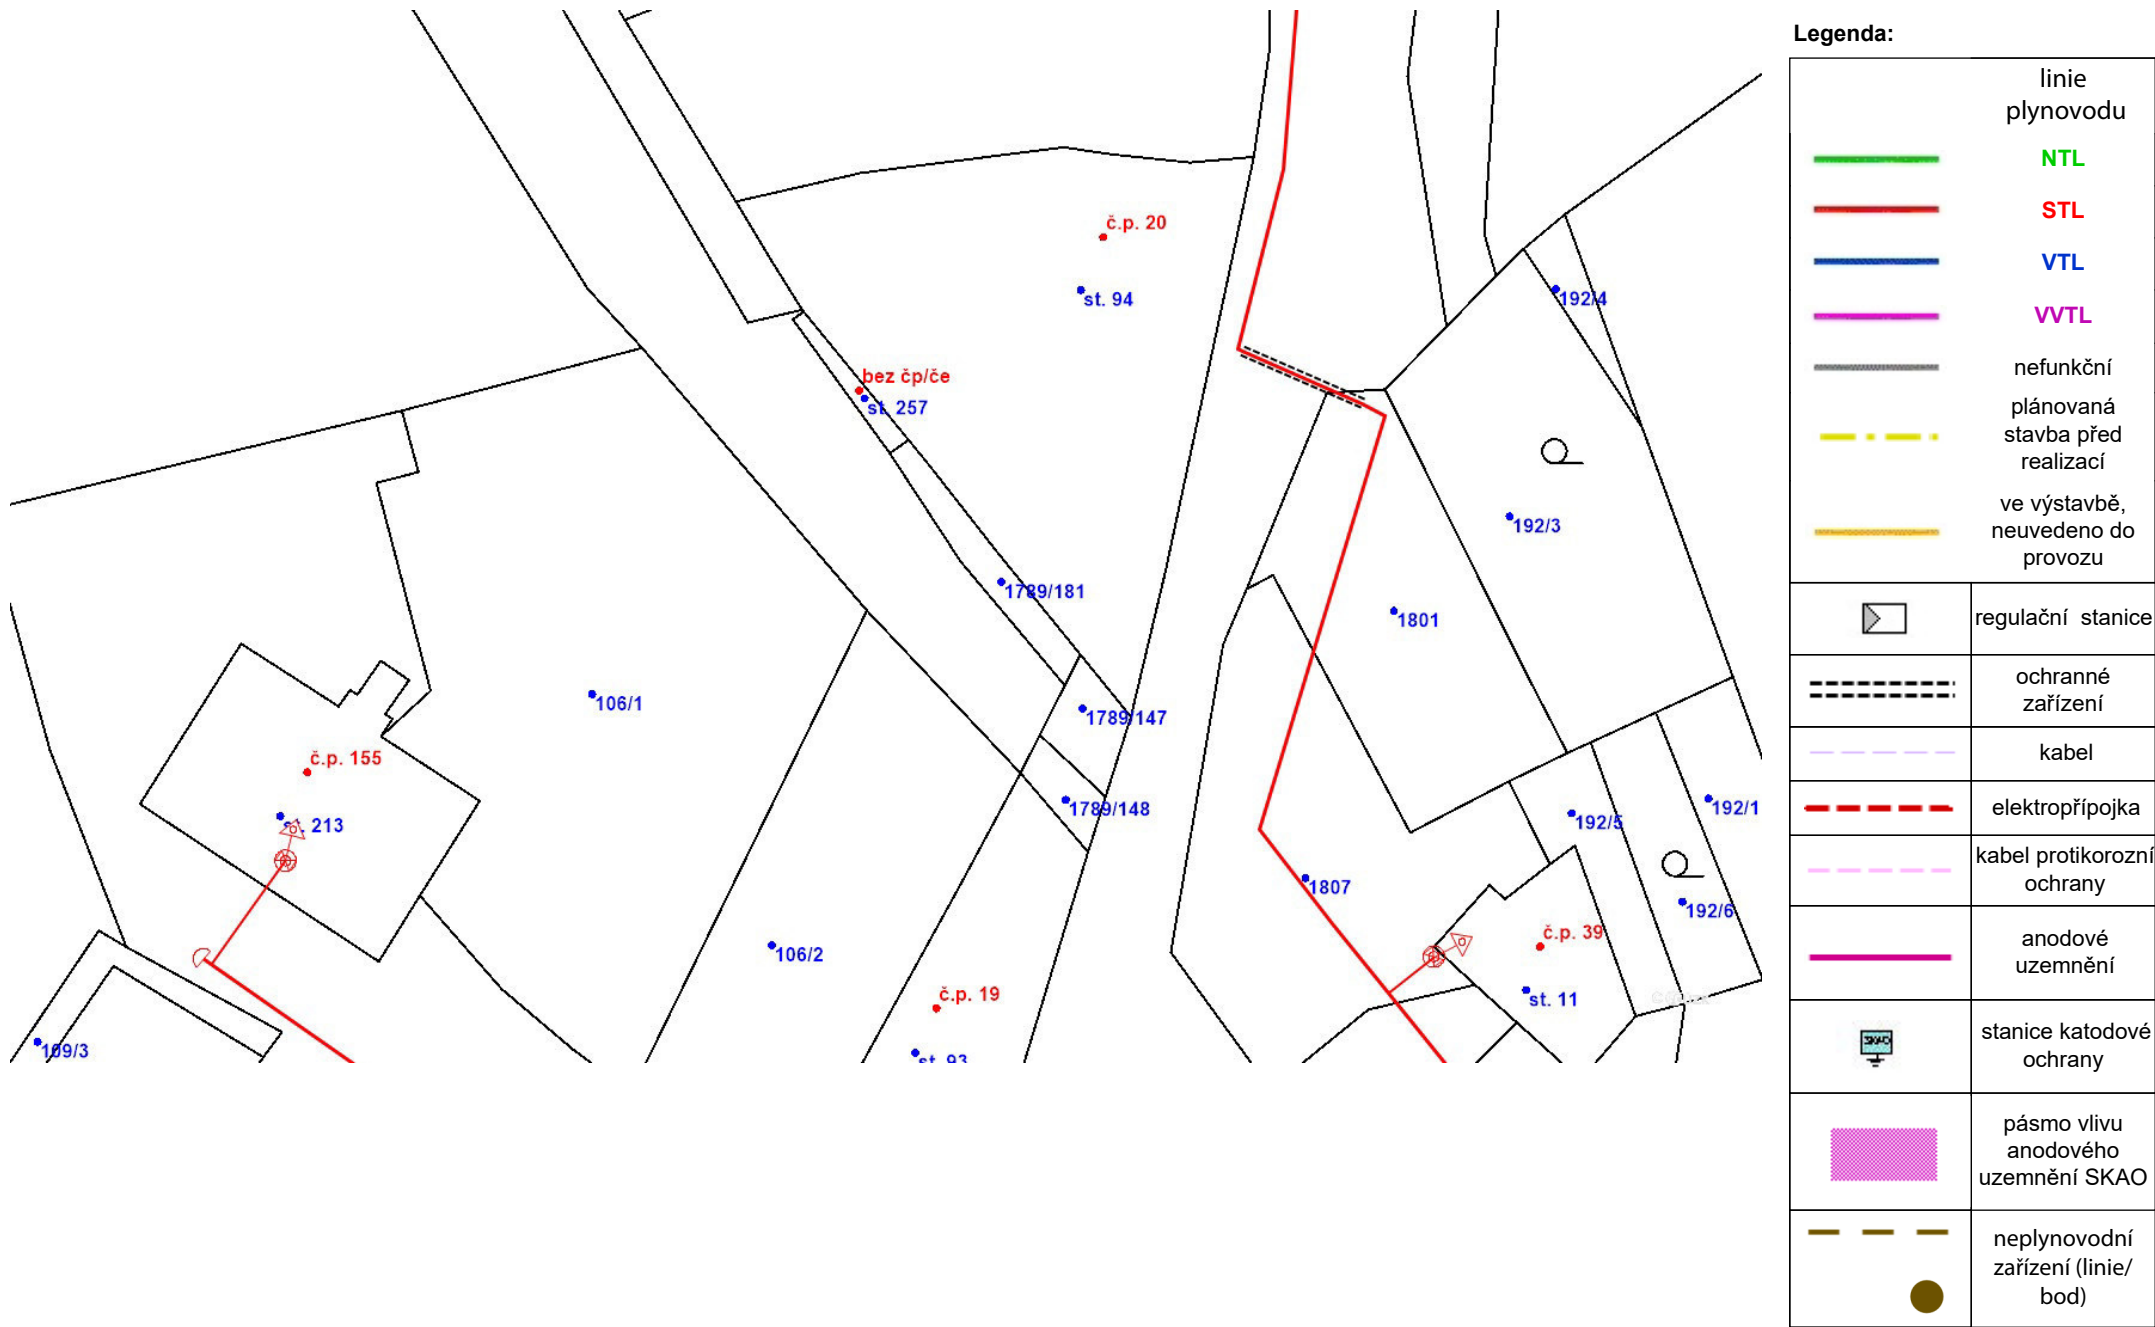 č.p. 20
st. 94
192/4
bez čp/če
st. 257
192/3
1789/181
1801
106/1
1789/147
č.p. 155
st. 213
1789/148
192/5
192/1
1807
192/6
č.p. 39
106/2
st. 11
č.p. 19
109/3
st. 93
Legenda:
linie
plynovodu
NTL
STL
VTL
VVTL
nefunkční
plánovaná
stavba před
realizací
ve výstavbě,
neuvedeno do
provozu
regulační stanice
ochranné
zařízení
kabel
elektropřípojka
kabel protikorozní
ochrany
anodové
uzemnění
SKAO
stanice katodové
ochrany
pásmo vlivu
anodového
uzemnění SKAO
neplynovodní
zařízení (linie/
bod)